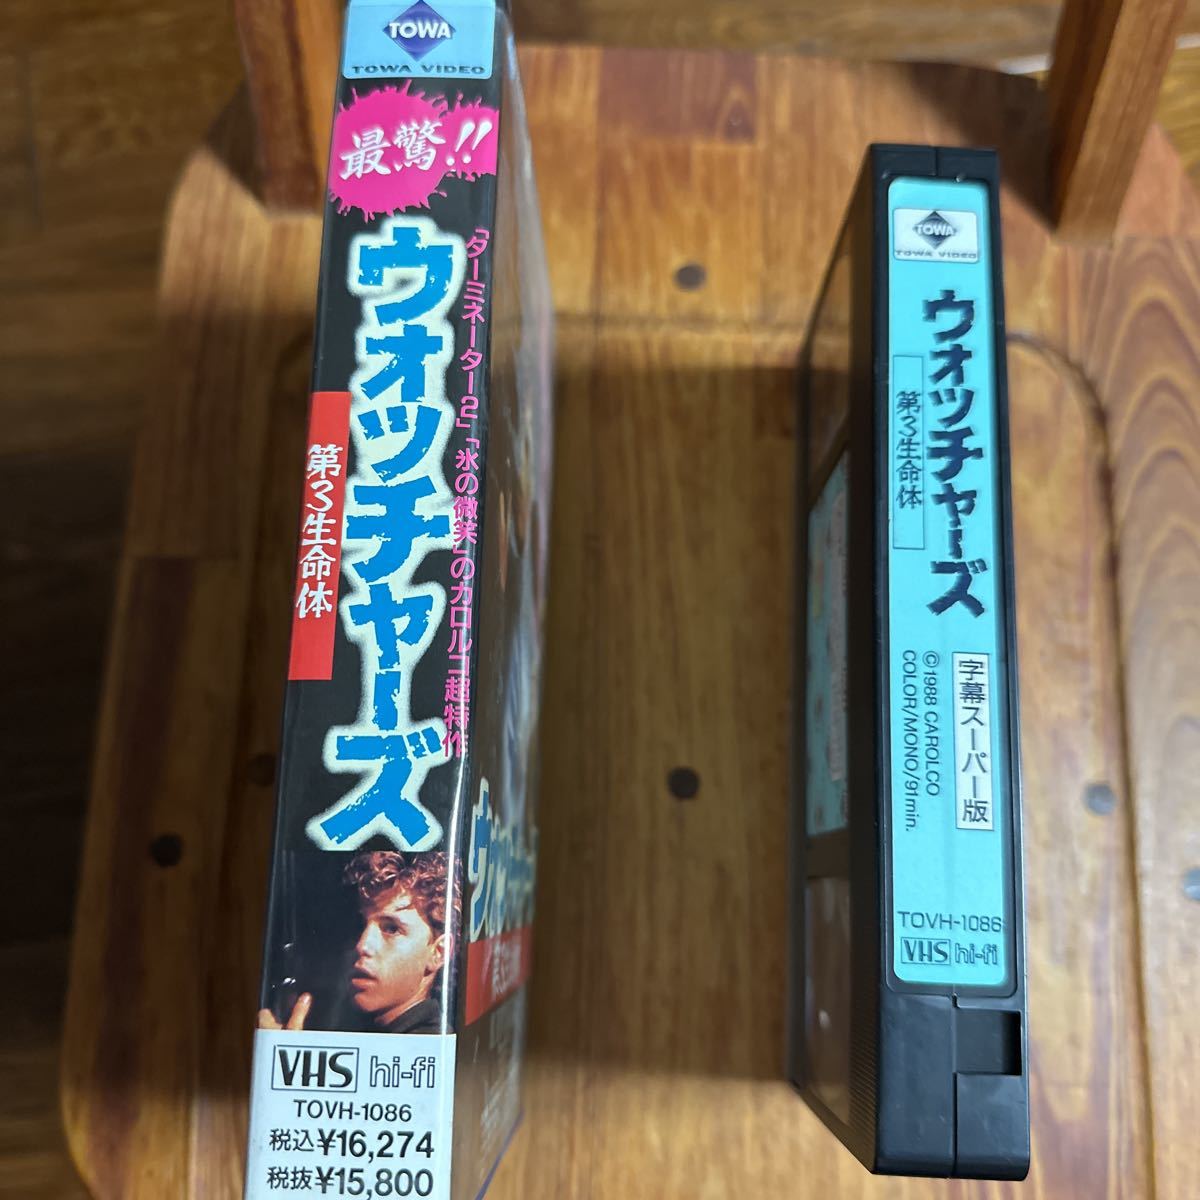 TOWA
TOWA VIDEO
最驚!!
「ターミネーター2」「氷の微笑」のカロルコ超特作
ウォッチャーズ
第3生命体
VHS hi-fi
TOVH-1086
税込¥16,274
税抜¥15,800
TOWA
TOWA VIDEO
ウォッチャーズ
第3生命体
字幕スーパー版
©1988 CAROLCO
COLOR/MONO/91min.
TOVH-1086
VHS hi-fi